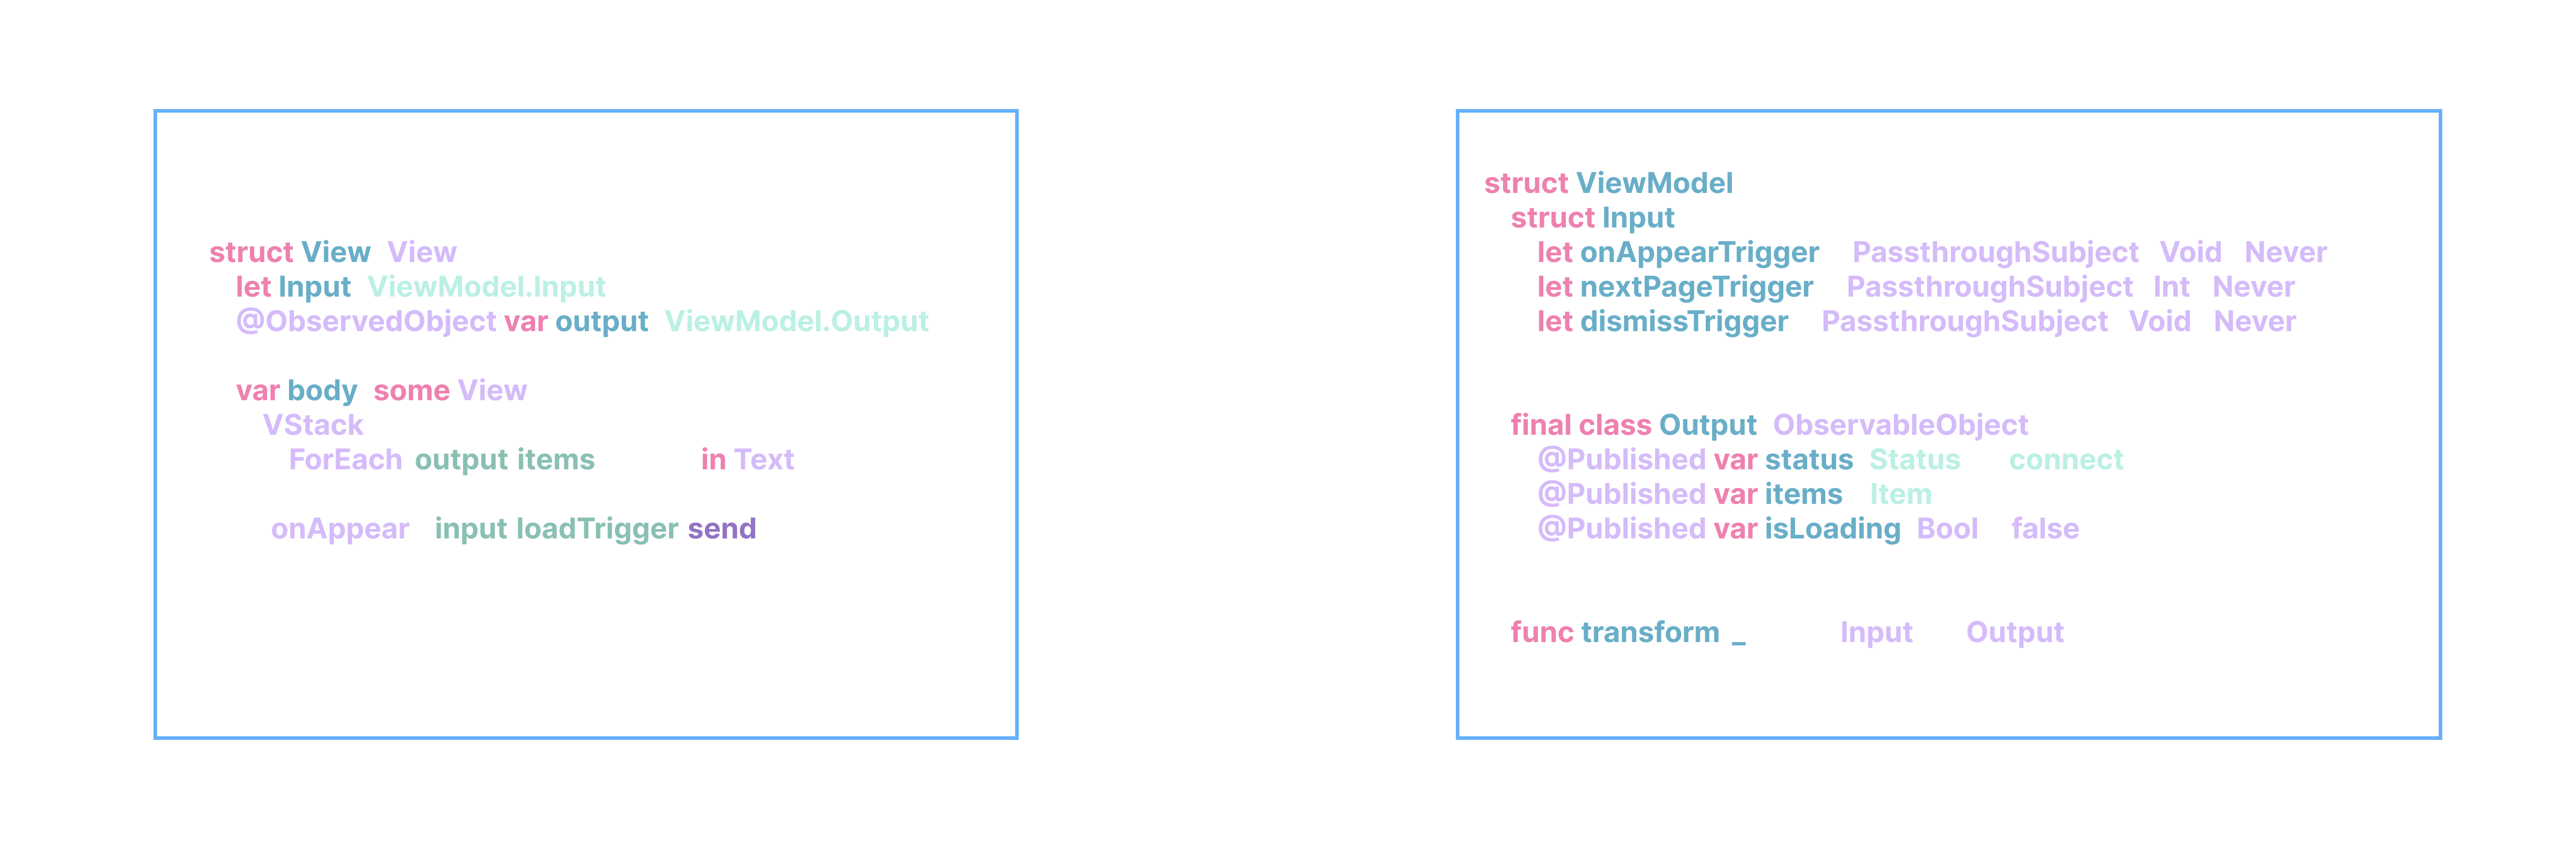 struct View View
let Input ViewModel.Input
@ObservedObject var output ViewModel.Output
var body some View
VStack
ForEach output items in Text
onAppear input loadTrigger send
struct ViewModel
struct Input
let onAppearTrigger PassthroughSubject Void Never
let nextPageTrigger PassthroughSubject Int Never
let dismissTrigger PassthroughSubject Void Never
final class Output ObservableObject
@Published var status Status connect
@Published var items Item
@Published var isLoading Bool false
func transform _ Input Output